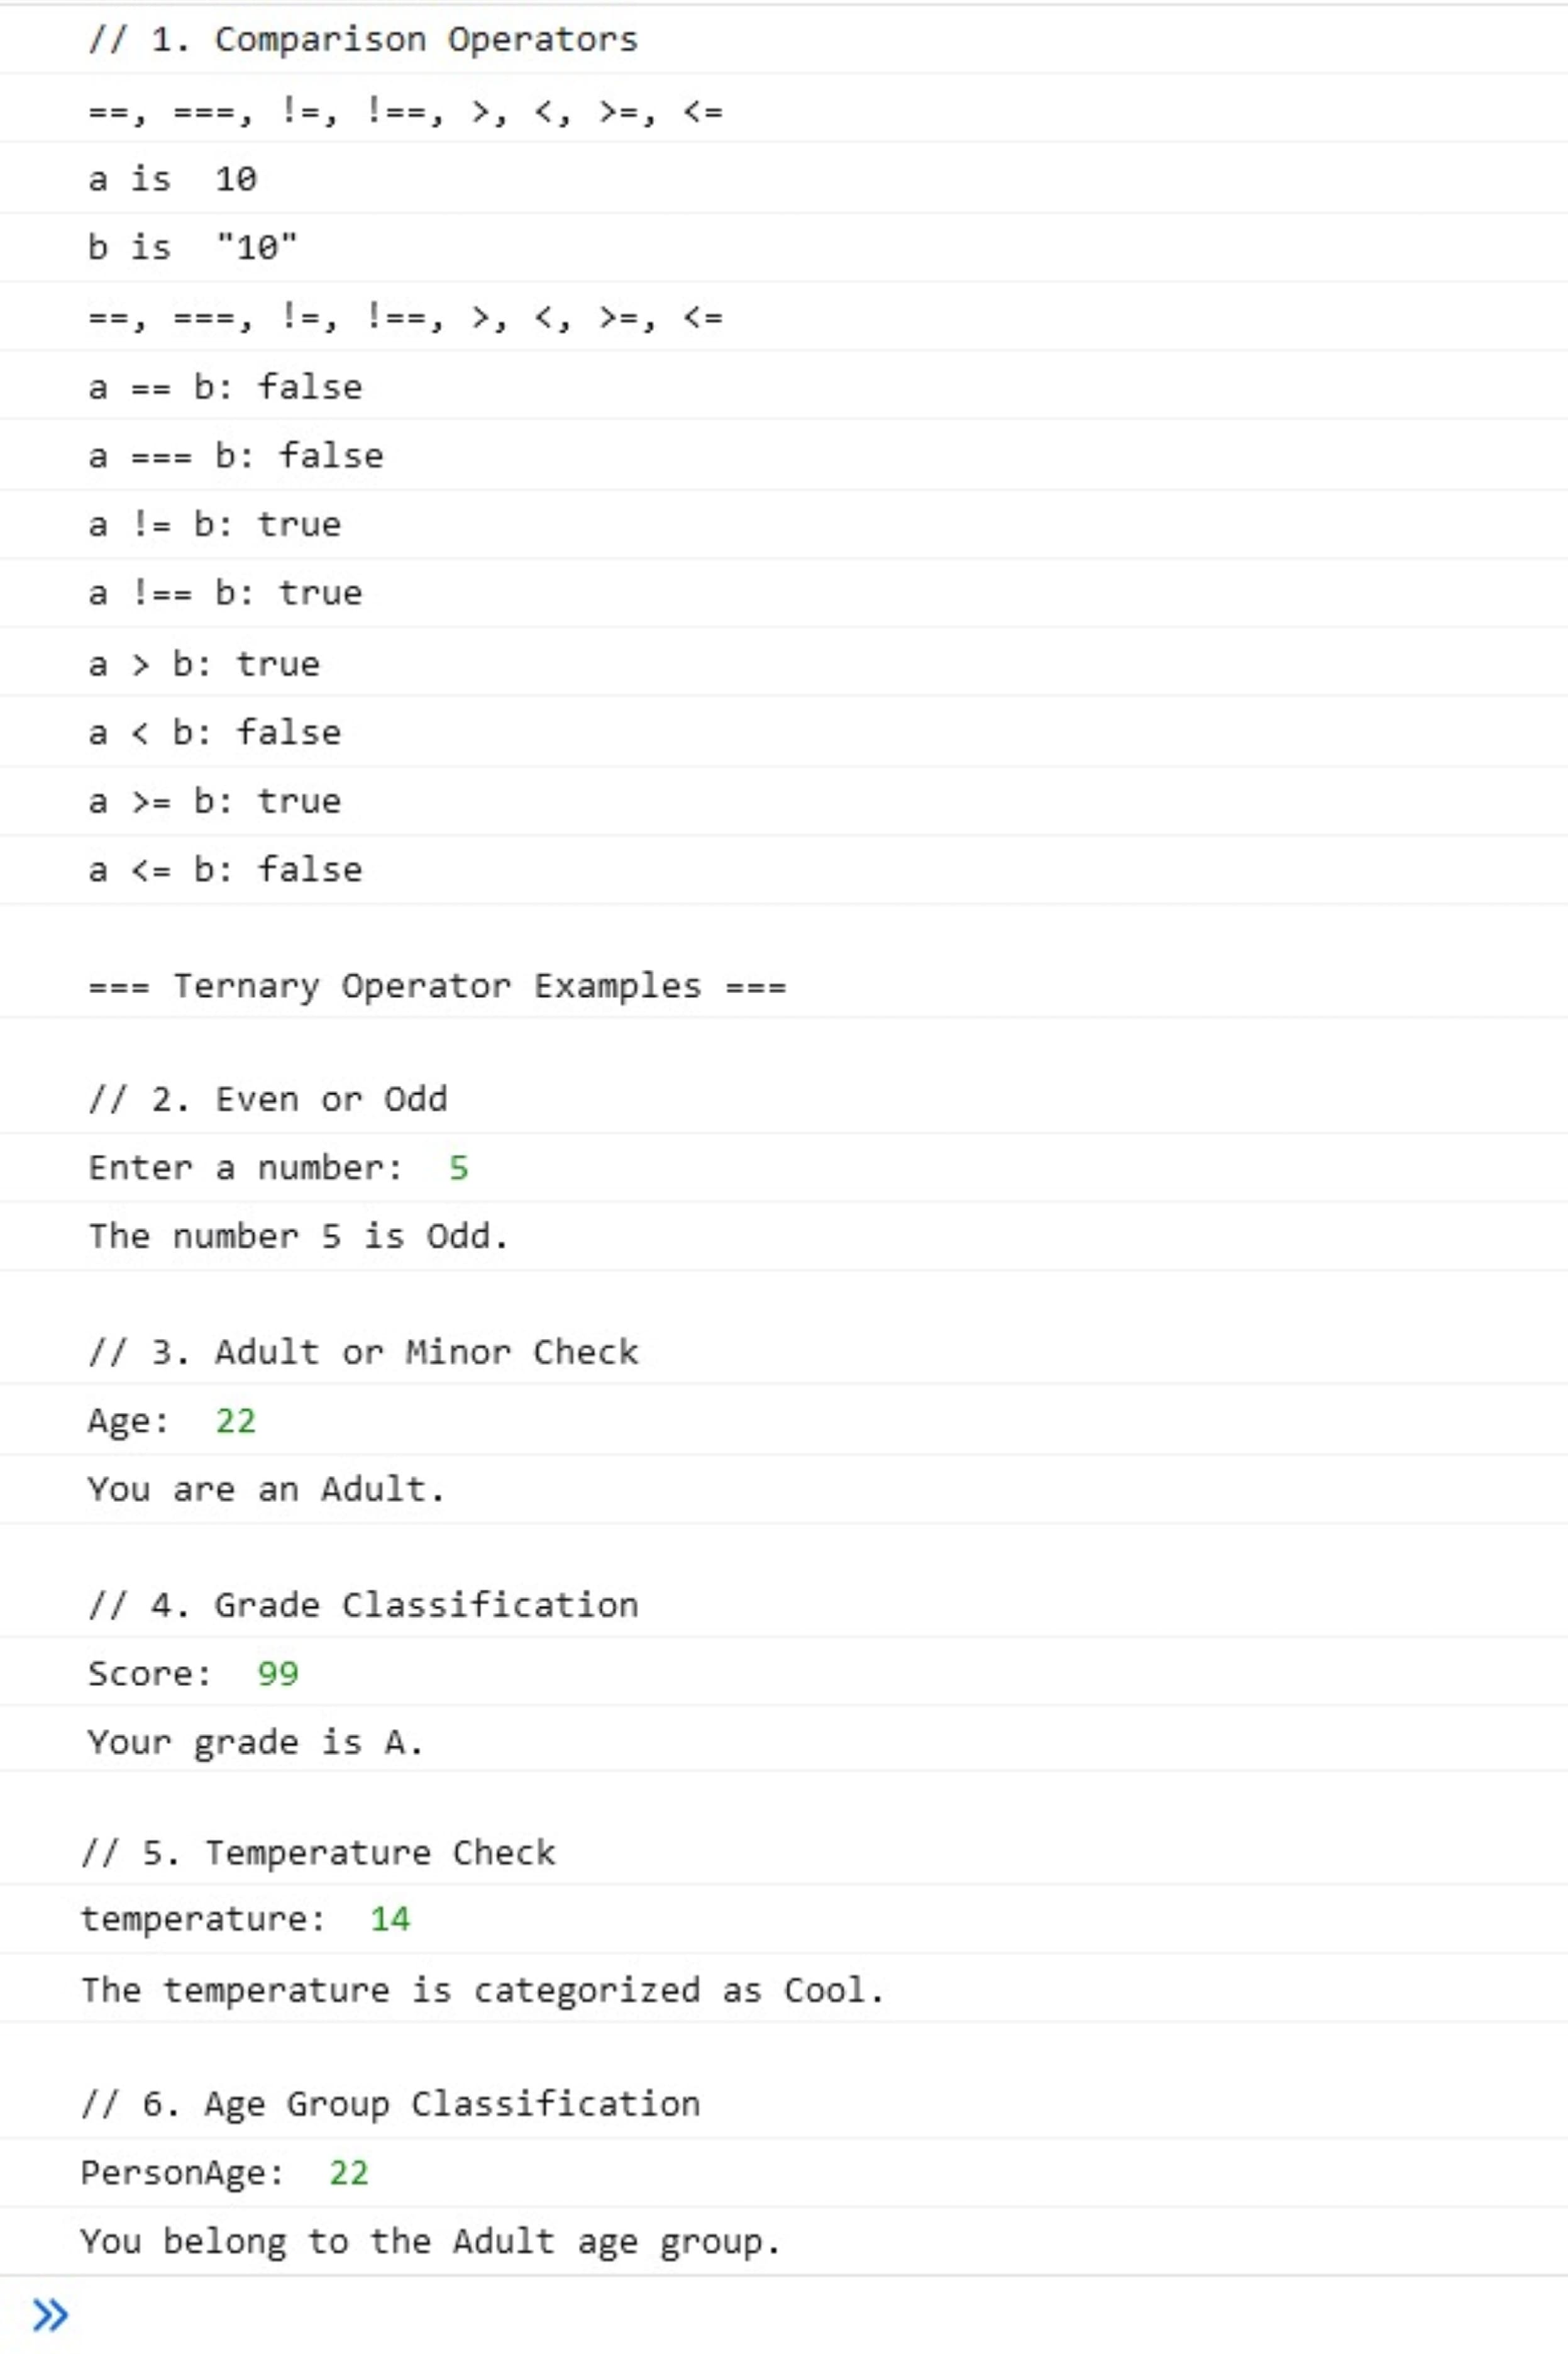 // 1. Comparison Operators
==, ===, !=, !==, >, <, >=, <=
a is  10
b is  "10"
==, ===, !=, !==, >, <, >=, <=
a == b: false
a === b: false
a != b: true
a !== b: true
a > b: true
a < b: false
a >= b: true
a <= b: false
=== Ternary Operator Examples ===
// 2. Even or Odd
Enter a number:  5
The number 5 is Odd.
// 3. Adult or Minor Check
Age:  22
You are an Adult.
// 4. Grade Classification
Score:  99
Your grade is A.
// 5. Temperature Check
temperature:  14
The temperature is categorized as Cool.
// 6. Age Group Classification
PersonAge:  22
You belong to the Adult age group.